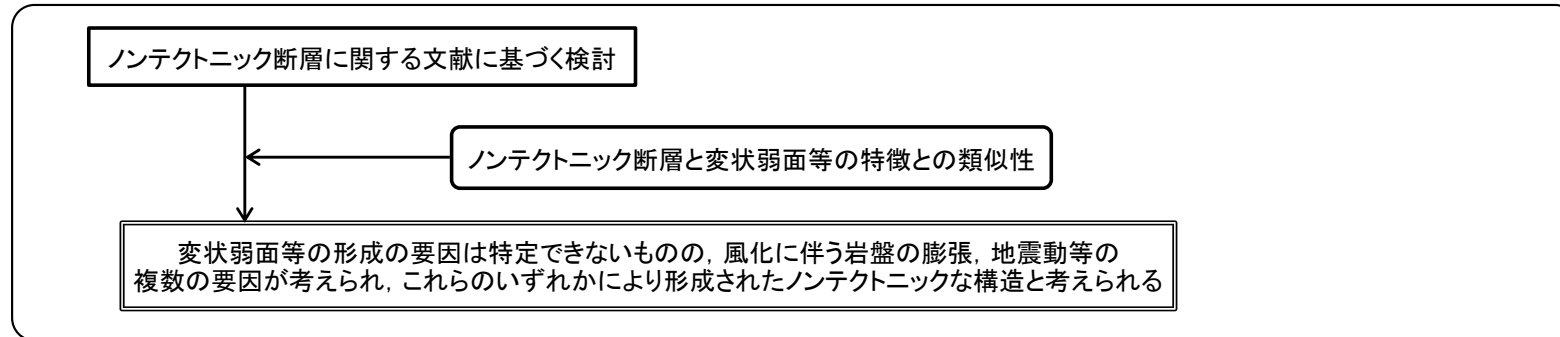 ノンテクトニック断層に関する文献に基づく検討
ノンテクトニック断層と変状弱面等の特徴との類似性
変状弱面等の形成の要因は特定できないものの，風化に伴う岩盤の膨張，地震動等の
複数の要因が考えられ，これらのいずれかにより形成されたノンテクトニックな構造と考えられる